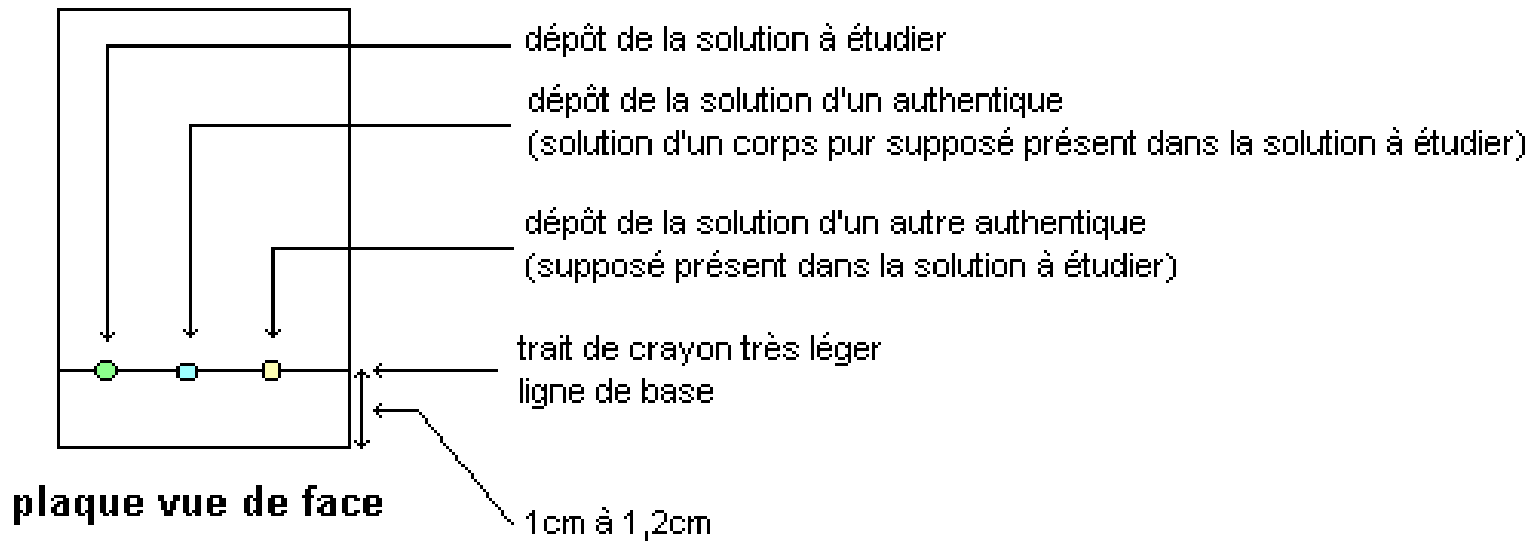 dépôt de la solution à étudier
dépôt de la solution d'un authentique
(solution d'un corps pur supposé présent dans la solution à étudier)
dépôt de la solution d'un autre authentique
(supposé présent dans la solution à étudier)
trait de crayon très léger
ligne de base
plaque vue de face
1cm à 1,2cm